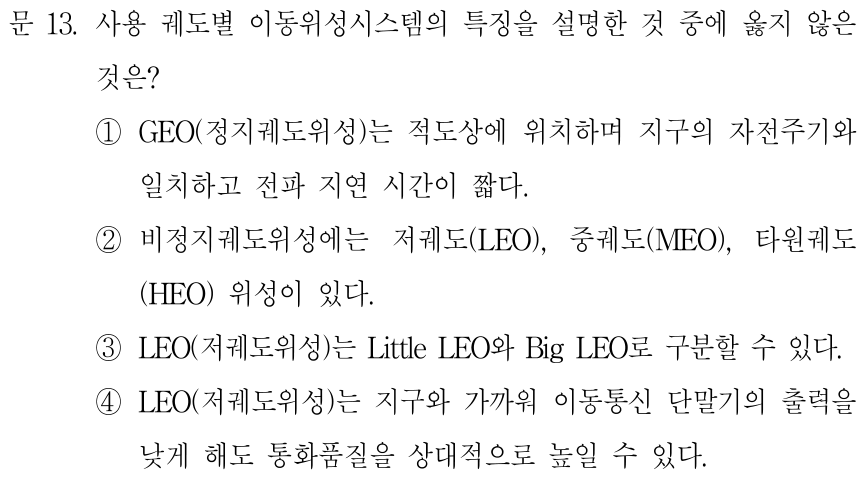 문 13. 사용 궤도별 이동위성시스템의 특징을 설명한 것 중에 옳지 않은
것은?
① GEO(정지궤도위성)는 적도상에 위치하며 지구의 자전주기와
일치하고 전파 지연 시간이 짧다.
② 비정지궤도위성에는 저궤도(LEO), 중궤도(MEO), 타원궤도
(HEO) 위성이 있다.
③ LEO(저궤도위성)는 Little LEO와 Big LEO로 구분할 수 있다.
④ LEO(저궤도위성)는 지구와 가까워 이동통신 단말기의 출력을
낮게 해도 통화품질을 상대적으로 높일 수 있다.